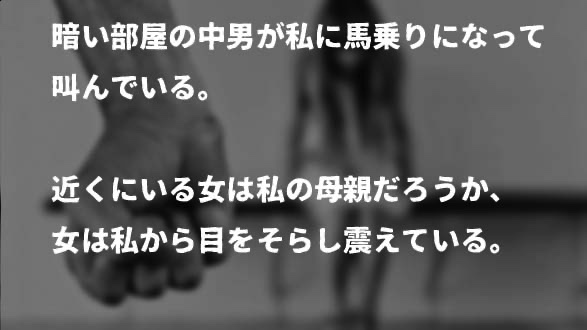 暗い部屋の中男が私に馬乗りになって
叫んでいる。
近くにいる女は私の母親だろうか、
女は私から目をそらし震えている。